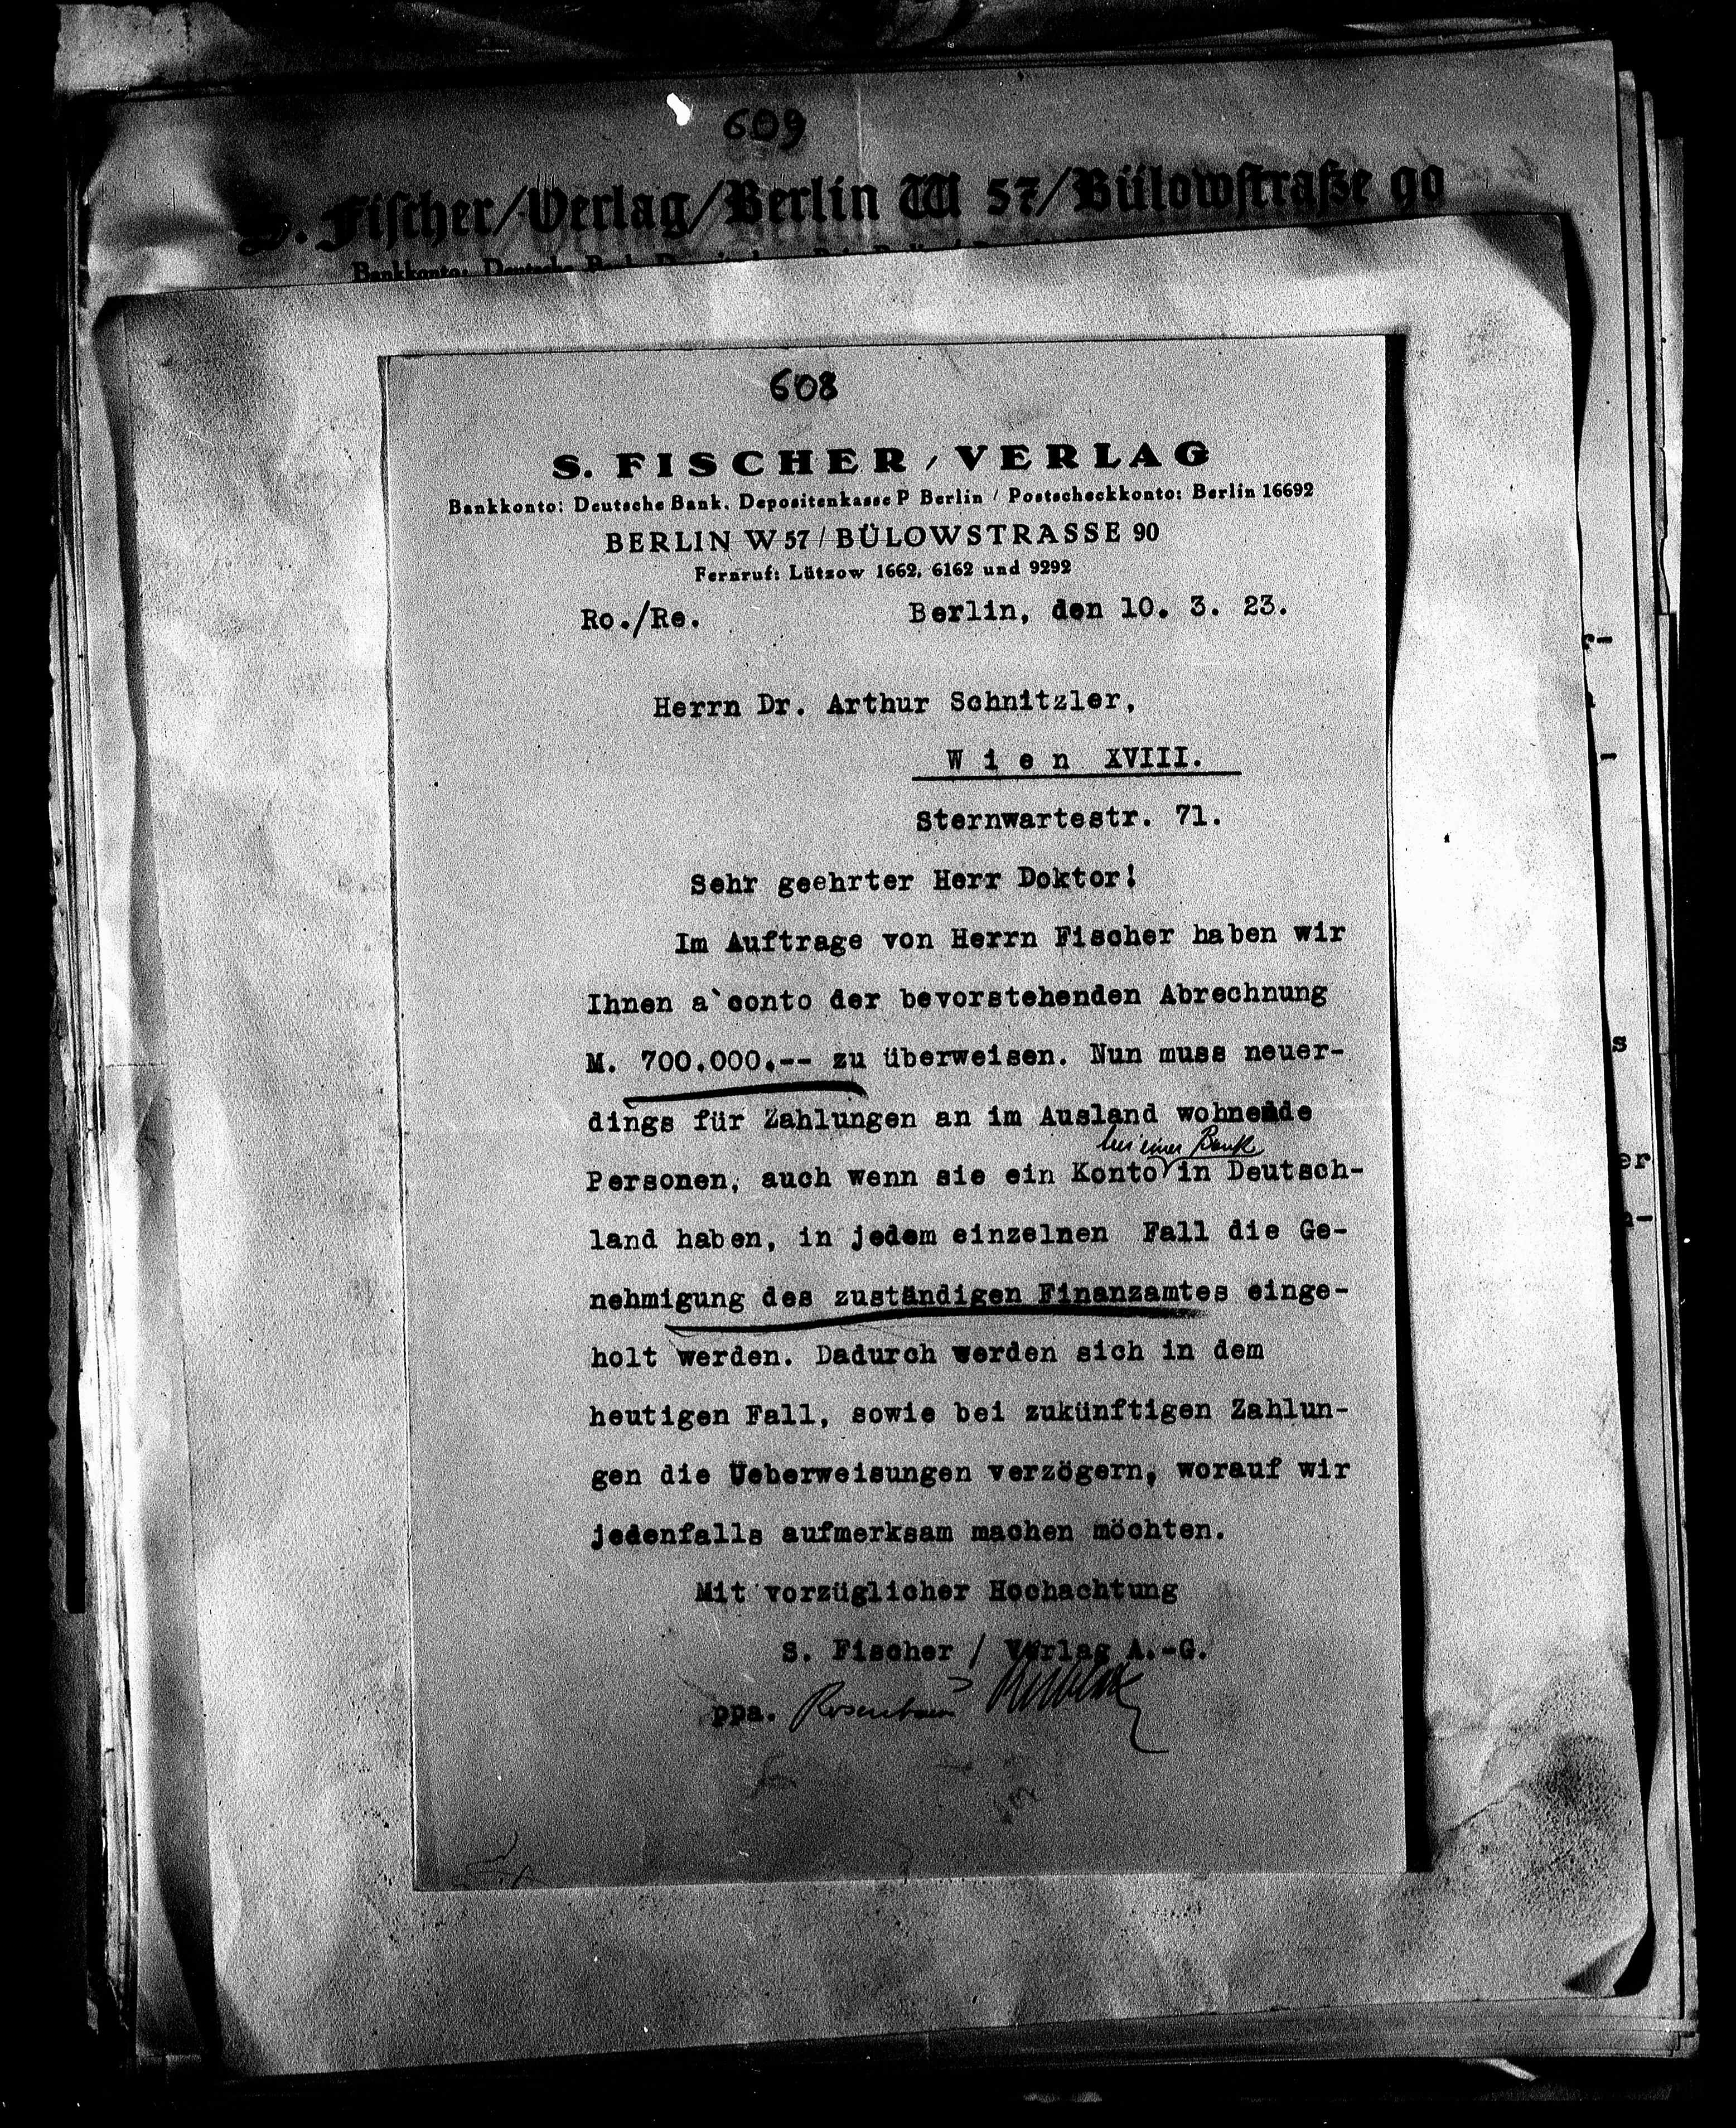 609
S. Fischer/Verlag/Berlin W 57/Bülowstraße 90
Bankkonto: Deutsche Bank
608
S. FISCHER / VERLAG
Bankkonto: Deutsche Bank, Depositenkasse P Berlin / Postscheckkonto: Berlin 16692
BERLIN W 57 / BÜLOWSTRASSE 90
Fernruf: Lützow 1662, 6162 und 9292
Ro./Re. Berlin, den 10. 3. 23.
Herrn Dr. Arthur Schnitzler,
W i e n XVIII.
Sternwartestr. 71.
Sehr geehrter Herr Doktor!
Im Auftrage von Herrn Fischer haben wir
Ihnen a`conto der bevorstehenden Abrechnung
M. 700.000.-- zu überweisen. Nun muss neuer-
dings für Zahlungen an im Ausland wohnende
bei einer Bank
Personen, auch wenn sie ein Konto in Deutsch-
land haben, in jedem einzelnen Fall die Ge-
nehmigung des zuständigen Finanzamtes einge-
holt werden. Dadurch werden sich in dem
heutigen Fall, sowie bei zukünftigen Zahlun-
gen die Ueberweisungen verzögern, worauf wir
jedenfalls aufmerksam machen möchten.
Mit vorzüglicher Hochachtung
S. Fischer / Verlag A.-G.
ppa. Rosenbaum